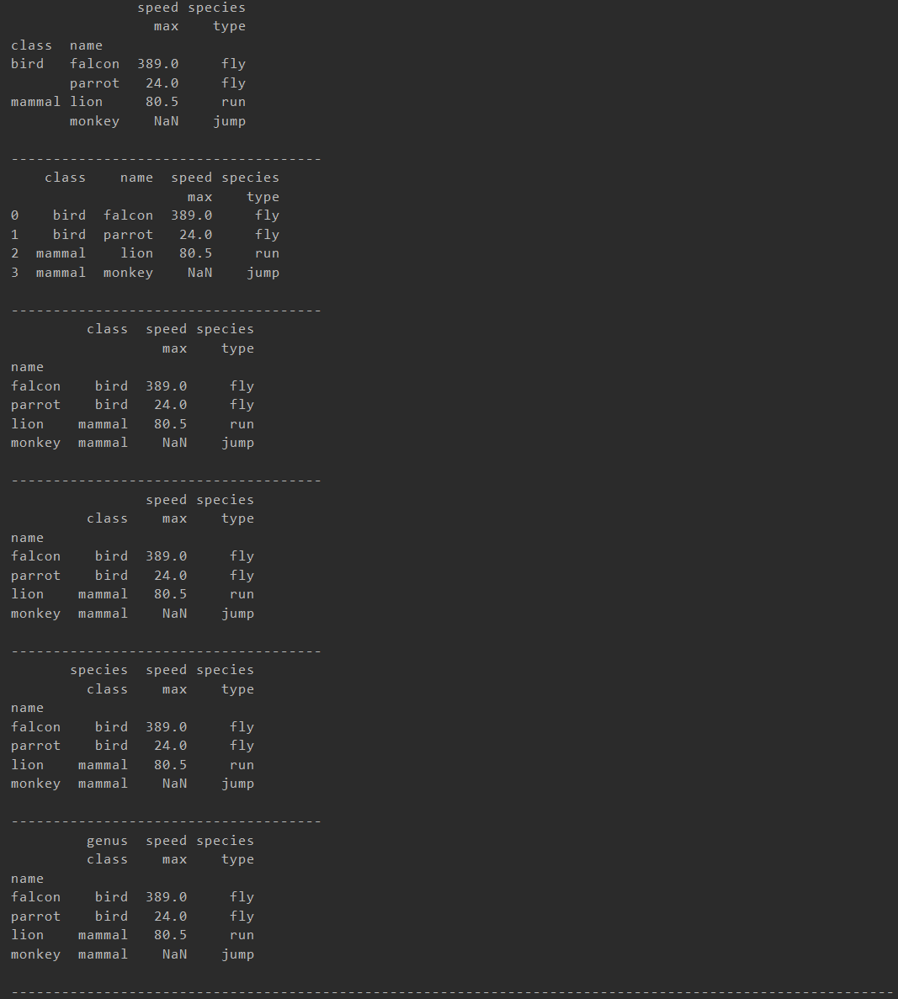 speed species
                 max    type
class  name
bird   falcon  389.0     fly
       parrot   24.0     fly
mammal lion     80.5     run
       monkey    NaN    jump
-------------------------------------
    class    name  speed species
                     max    type
0    bird  falcon  389.0     fly
1    bird  parrot   24.0     fly
2  mammal    lion   80.5     run
3  mammal  monkey    NaN    jump
-------------------------------------
         class  speed species
                  max    type
name
falcon    bird  389.0     fly
parrot    bird   24.0     fly
lion    mammal   80.5     run
monkey  mammal    NaN    jump
-------------------------------------
                speed species
         class    max    type
name
falcon    bird  389.0     fly
parrot    bird   24.0     fly
lion    mammal   80.5     run
monkey  mammal    NaN    jump
-------------------------------------
       species  speed species
         class    max    type
name
falcon    bird  389.0     fly
parrot    bird   24.0     fly
lion    mammal   80.5     run
monkey  mammal    NaN    jump
-------------------------------------
         genus  speed species
         class    max    type
name
falcon    bird  389.0     fly
parrot    bird   24.0     fly
lion    mammal   80.5     run
monkey  mammal    NaN    jump
---------------------------------------------------------------------------------------------------------